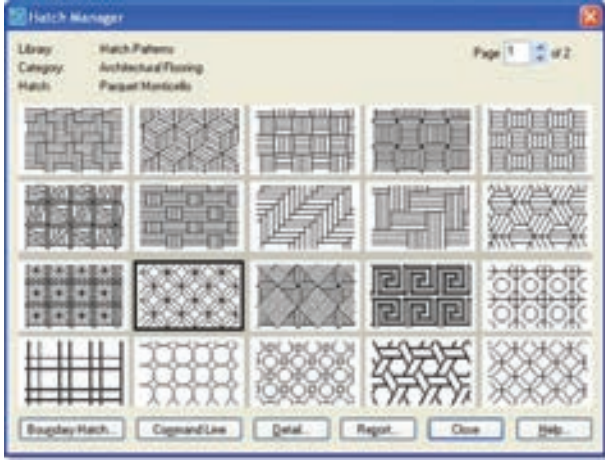 Hatch Manager
Library: Hatch Patterns
Page 1 of 2
Category: Architectural Flooring
Hatch: Parquet Monticello
Boundary Hatch... Command Line Detail... Report... Close Help...